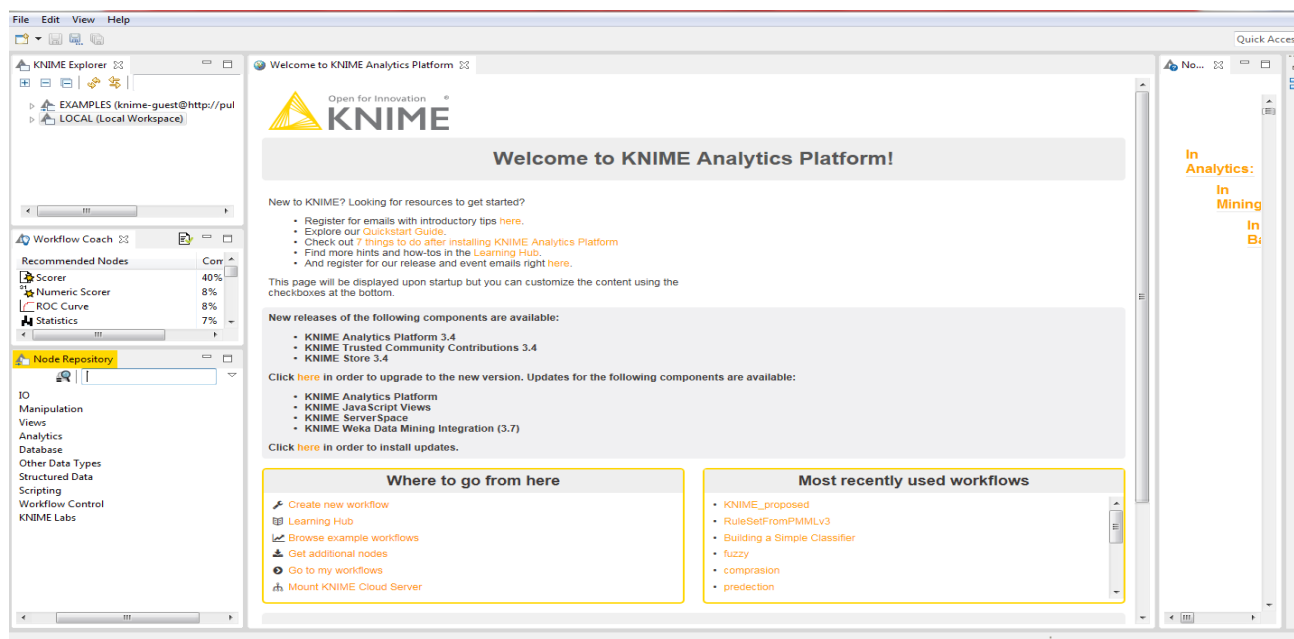 File Edit View Help
Quick Acces
KNIME Explorer
EXAMPLES (knime-guest@http://pul
LOCAL (Local Workspace)
Workflow Coach
Recommended Nodes Con
Scorer 40%
Numeric Scorer 8%
ROC Curve 8%
Statistics 7%
Node Repository
IO
Manipulation
Views
Analytics
Database
Other Data Types
Structured Data
Scripting
Workflow Control
KNIME Labs
Welcome to KNIME Analytics Platform
Open for Innovation ®
KNIME
Welcome to KNIME Analytics Platform!
New to KNIME? Looking for resources to get started?
• Register for emails with introductory tips here.
• Explore our Quickstart Guide.
• Check out 7 things to do after installing KNIME Analytics Platform
• Find more hints and how-tos in the Learning Hub.
• And register for our release and event emails right here.
This page will be displayed upon startup but you can customize the content using the
checkboxes at the bottom.
New releases of the following components are available:
• KNIME Analytics Platform 3.4
• KNIME Trusted Community Contributions 3.4
• KNIME Store 3.4
Click here in order to upgrade to the new version. Updates for the following components are available:
• KNIME Analytics Platform
• KNIME JavaScript Views
• KNIME ServerSpace
• KNIME Weka Data Mining Integration (3.7)
Click here in order to install updates.
Where to go from here
Create new workflow
Learning Hub
Browse example workflows
Get additional nodes
Go to my workflows
Mount KNIME Cloud Server
Most recently used workflows
• KNIME_proposed
• RuleSetFromPMMLv3
• Building a Simple Classifier
• fuzzy
• comprasion
• predection
No...
In
Analytics:
In
Mining
In